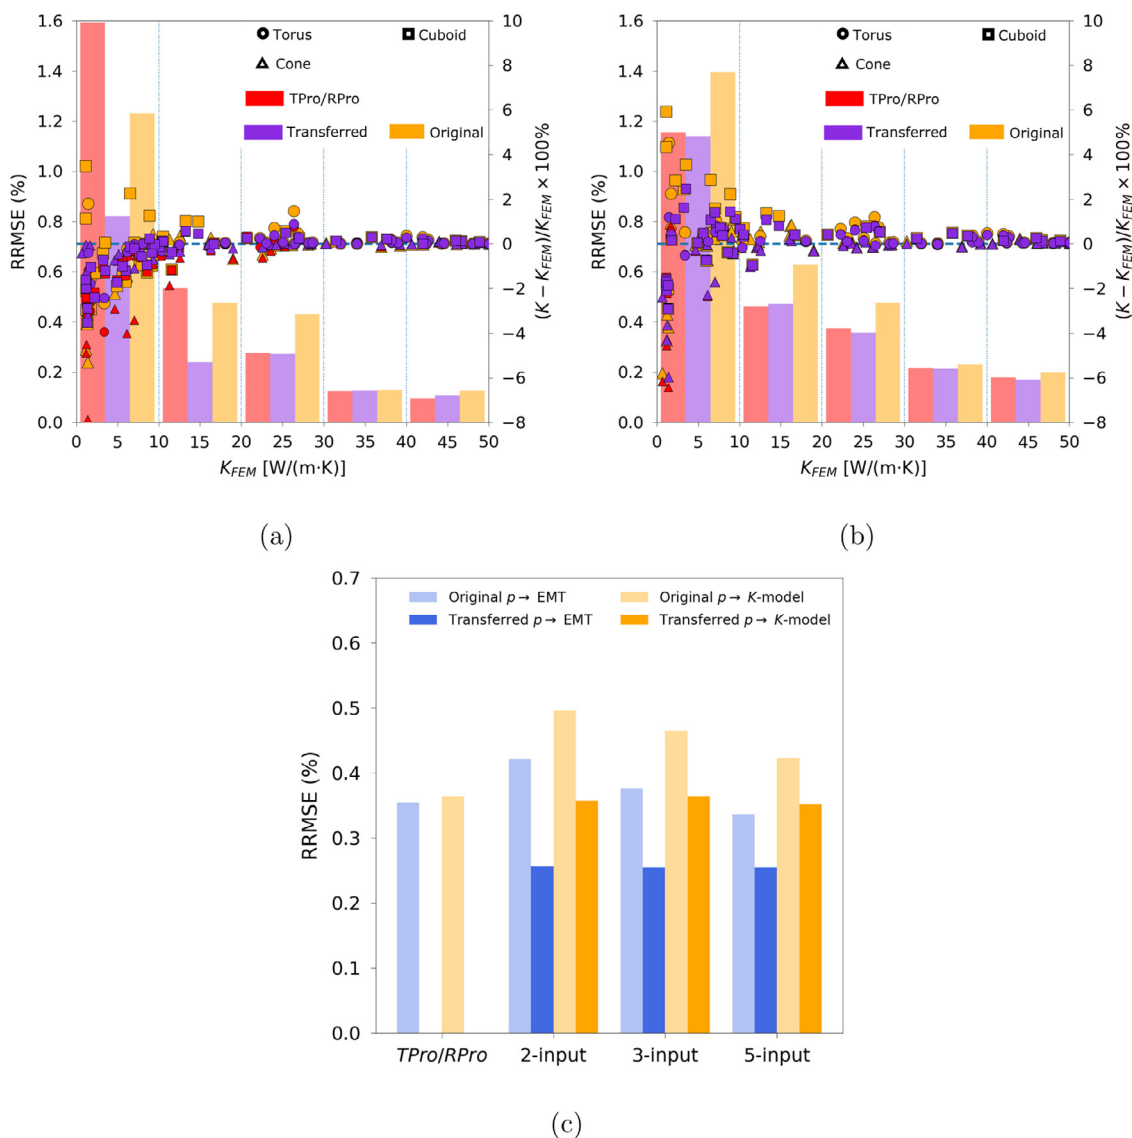 1.6
1.4
1.2
1.0
0.8
0.6
0.4
0.2
0.0
RRMSE (%)
Torus
Cuboid
Cone
TPro/RPro
Transferred
Original
10
8
6
4
2
0
−2
−4
−6
−8
(K − K_FEM)/K_FEM × 100%
0 5 10 15 20 25 30 35 40 45 50
K_FEM [W/(m·K)]
(a)
1.6
1.4
1.2
1.0
0.8
0.6
0.4
0.2
0.0
RRMSE (%)
Torus
Cuboid
Cone
TPro/RPro
Transferred
Original
10
8
6
4
2
0
−2
−4
−6
−8
(K − K_FEM)/K_FEM × 100%
0 5 10 15 20 25 30 35 40 45 50
K_FEM [W/(m·K)]
(b)
0.7
0.6
0.5
0.4
0.3
0.2
0.1
0.0
RRMSE (%)
Original p→ EMT
Transferred p→ EMT
Original p→ K-model
Transferred p→ K-model
TPro/RPro 2-input 3-input 5-input
(c)